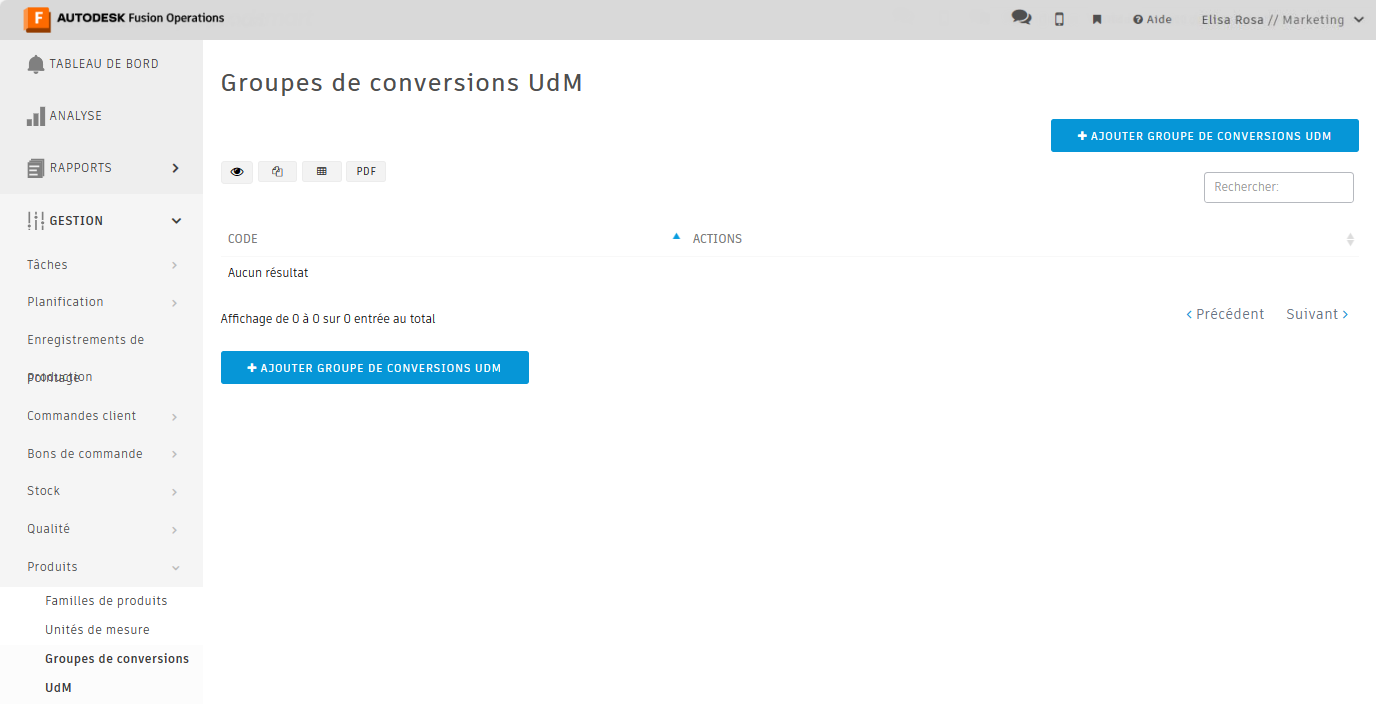 F AUTODESK Fusion Operations
Aide
Elisa Rosa // Marketing
TABLEAU DE BORD
ANALYSE
RAPPORTS
GESTION
Tâches
Planification
Enregistrements de
production
Pointage
Commandes client
Bons de commande
Stock
Qualité
Produits
Familles de produits
Unités de mesure
Groupes de conversions
UdM
Groupes de conversions UdM
AJOUTER GROUPE DE CONVERSIONS UDM
PDF
Rechercher:
CODE ACTIONS
Aucun résultat
Affichage de 0 à 0 sur 0 entrée au total
‹ Précédent Suivant ›
AJOUTER GROUPE DE CONVERSIONS UDM